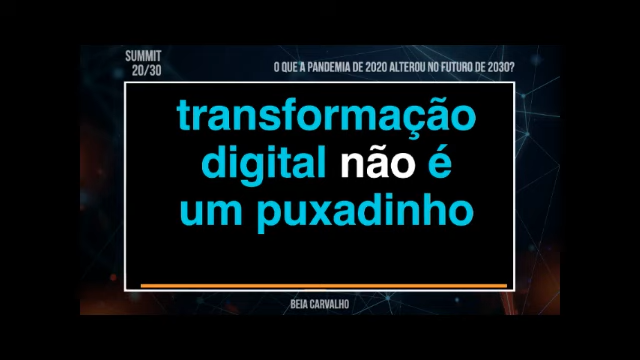 SUMMIT
20/30
O QUE A PANDEMIA DE 2020 ALTEROU NO FUTURO DE 2030?
transformação
digital não é
um puxadinho
BEIA CARVALHO